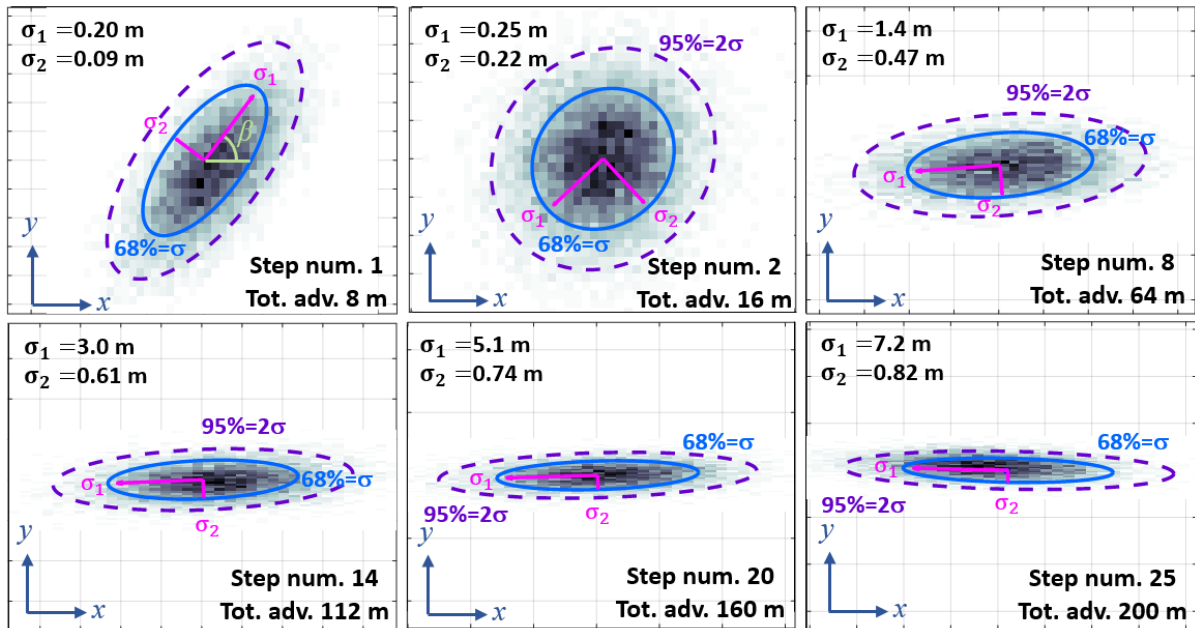 σ₁ =0.20 m
σ₂ =0.09 m
σ₁
σ₂
β
68%=σ
y
x
Step num. 1
Tot. adv. 8 m
σ₁ =0.25 m
σ₂ =0.22 m
95%=2σ
σ₁
σ₂
68%=σ
y
x
Step num. 2
Tot. adv. 16 m
σ₁ =1.4 m
σ₂ =0.47 m
95%=2σ
68%=σ
σ₁
σ₂
y
x
Step num. 8
Tot. adv. 64 m
σ₁ =3.0 m
σ₂ =0.61 m
95%=2σ
σ₁
68%=σ
σ₂
y
x
Step num. 14
Tot. adv. 112 m
σ₁ =5.1 m
σ₂ =0.74 m
68%=σ
σ₁
95%=2σ
σ₂
y
x
Step num. 20
Tot. adv. 160 m
σ₁ =7.2 m
σ₂ =0.82 m
68%=σ
σ₁
σ₂
95%=2σ
y
x
Step num. 25
Tot. adv. 200 m